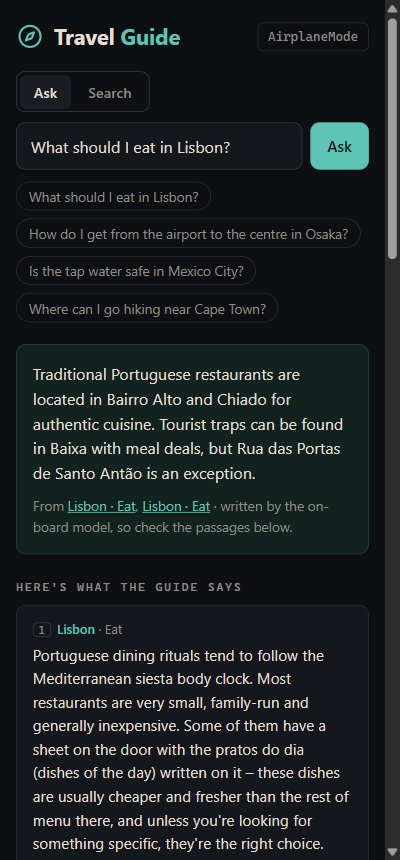 Travel Guide
AirplaneMode
Ask
Search
What should I eat in Lisbon?
Ask
What should I eat in Lisbon?
How do I get from the airport to the centre in Osaka?
Is the tap water safe in Mexico City?
Where can I go hiking near Cape Town?
Traditional Portuguese restaurants are
located in Bairro Alto and Chiado for
authentic cuisine. Tourist traps can be found
in Baixa with meal deals, but Rua das Portas
de Santo Antão is an exception.
From Lisbon · Eat, Lisbon · Eat · written by the on-
board model, so check the passages below.
HERE'S WHAT THE GUIDE SAYS
1 Lisbon · Eat
Portuguese dining rituals tend to follow the
Mediterranean siesta body clock. Most
restaurants are very small, family-run and
generally inexpensive. Some of them have a
sheet on the door with the pratos do dia
(dishes of the day) written on it – these dishes
are usually cheaper and fresher than the rest of
menu there, and unless you're looking for
something specific, they're the right choice.